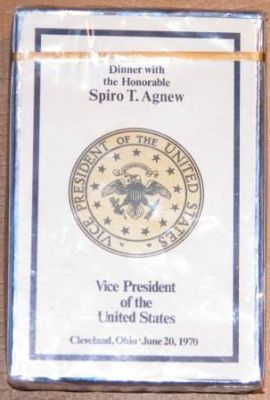 Dinner with
the Honorable
Spiro T. Agnew
VICE PRESIDENT OF THE UNITED STATES
Vice President
of the
United States
Cleveland, Ohio · June 20, 1970